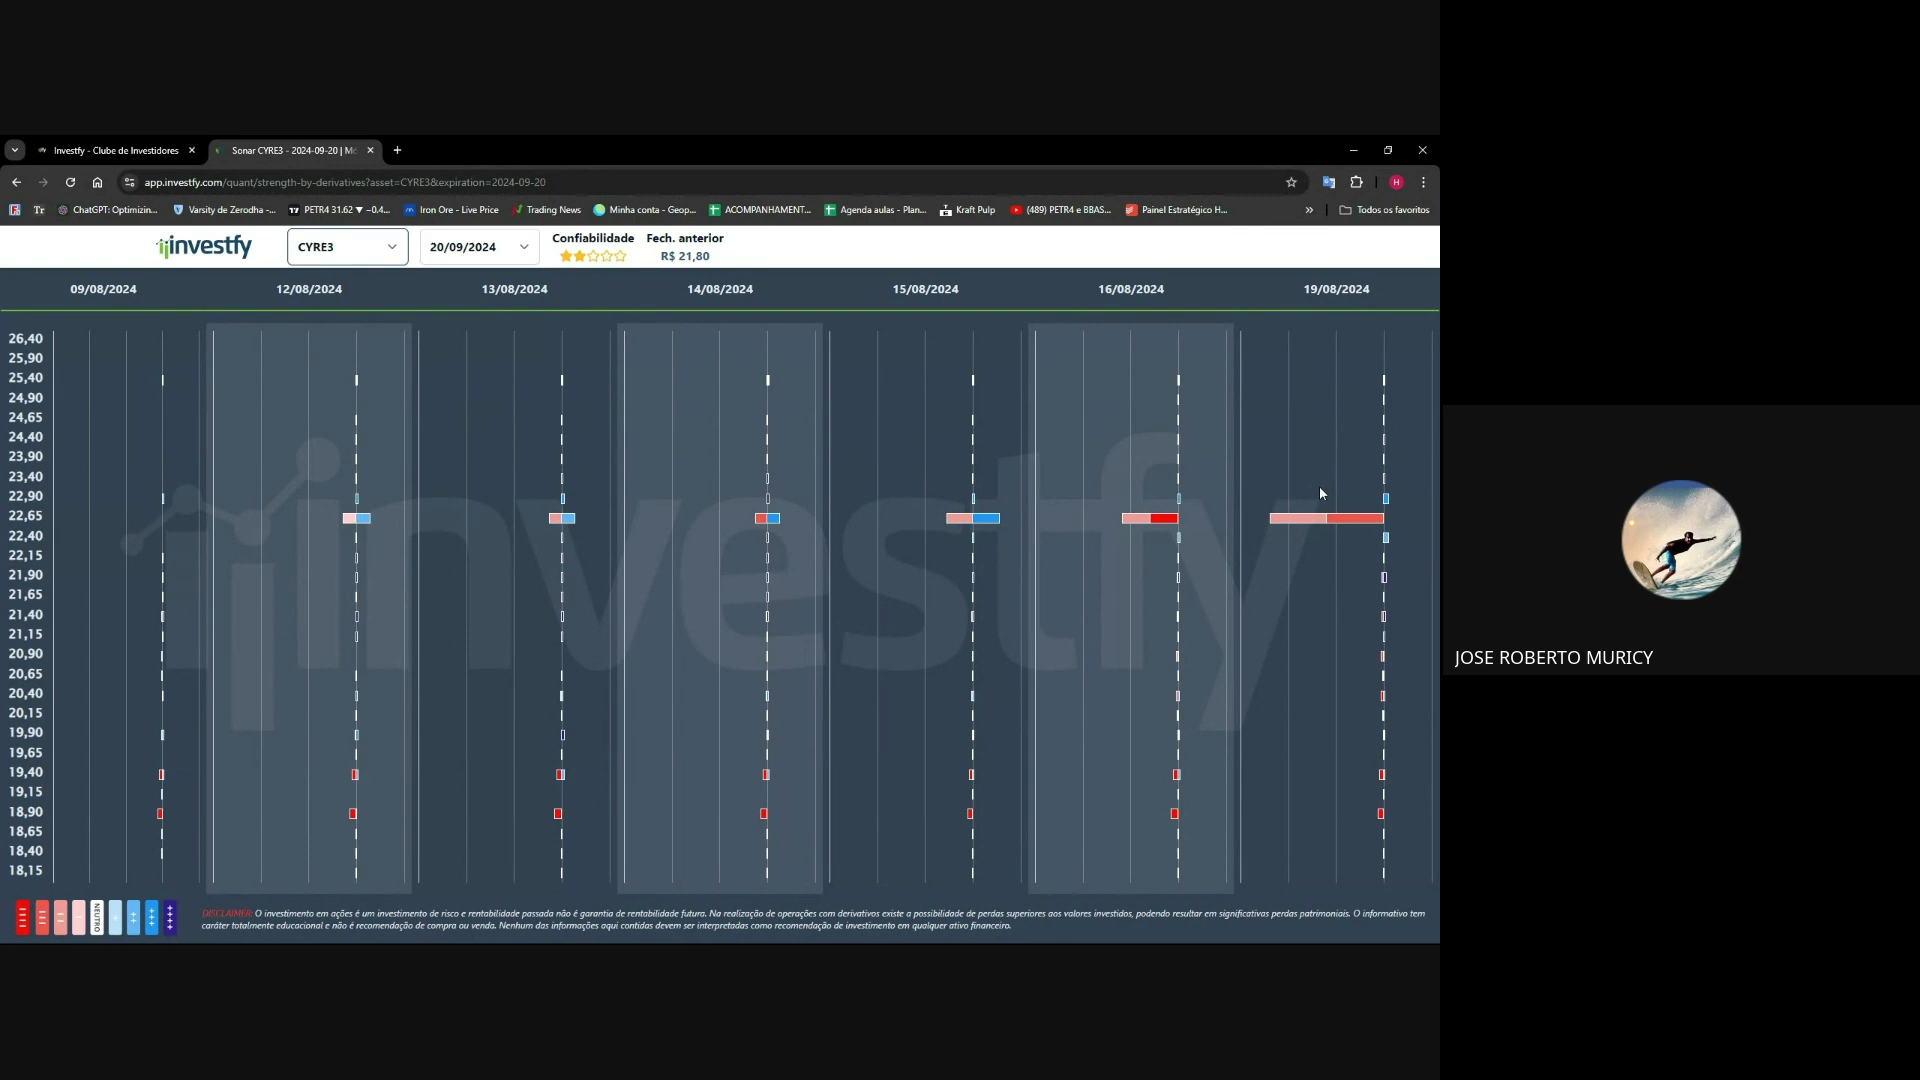 Investfy - Clube de Investidores
Sonar CYRE3 - 2024-09-20 | Mó
app.investfy.com/quant/strength-by-derivatives?asset=CYRE3&expiration=2024-09-20
H
Tr ChatGPT: Optimizin... Varsity de Zerodha -... PETR4 31.62 ▼ −0.4... Iron Ore - Live Price Trading News Minha conta - Geop... ACOMPANHAMENT... Agenda aulas - Plan... Kraft Pulp (489) PETR4 e BBAS... Painel Estratégico H... » Todos os favoritos
investfy
CYRE3
20/09/2024
Confiabilidade
Fech. anterior
R$ 21,80
09/08/2024 12/08/2024 13/08/2024 14/08/2024 15/08/2024 16/08/2024 19/08/2024
26,40
25,90
25,40
24,90
24,65
24,40
23,90
23,40
22,90
22,65
22,40
22,15
21,90
21,65
21,40
21,15
20,90
20,65
20,40
20,15
19,90
19,65
19,40
19,15
18,90
18,65
18,40
18,15
investfy
NEUTRO
DISCLAIMER: O investimento em ações é um investimento de risco e rentabilidade passada não é garantia de rentabilidade futura. Na realização de operações com derivativos existe a possibilidade de perdas superiores aos valores investidos, podendo resultar em significativas perdas patrimoniais. O informativo tem
caráter totalmente educacional e não é recomendação de compra ou venda. Nenhum das informações aqui contidas devem ser interpretadas como recomendação de investimento em qualquer ativo financeiro.
JOSE ROBERTO MURICY